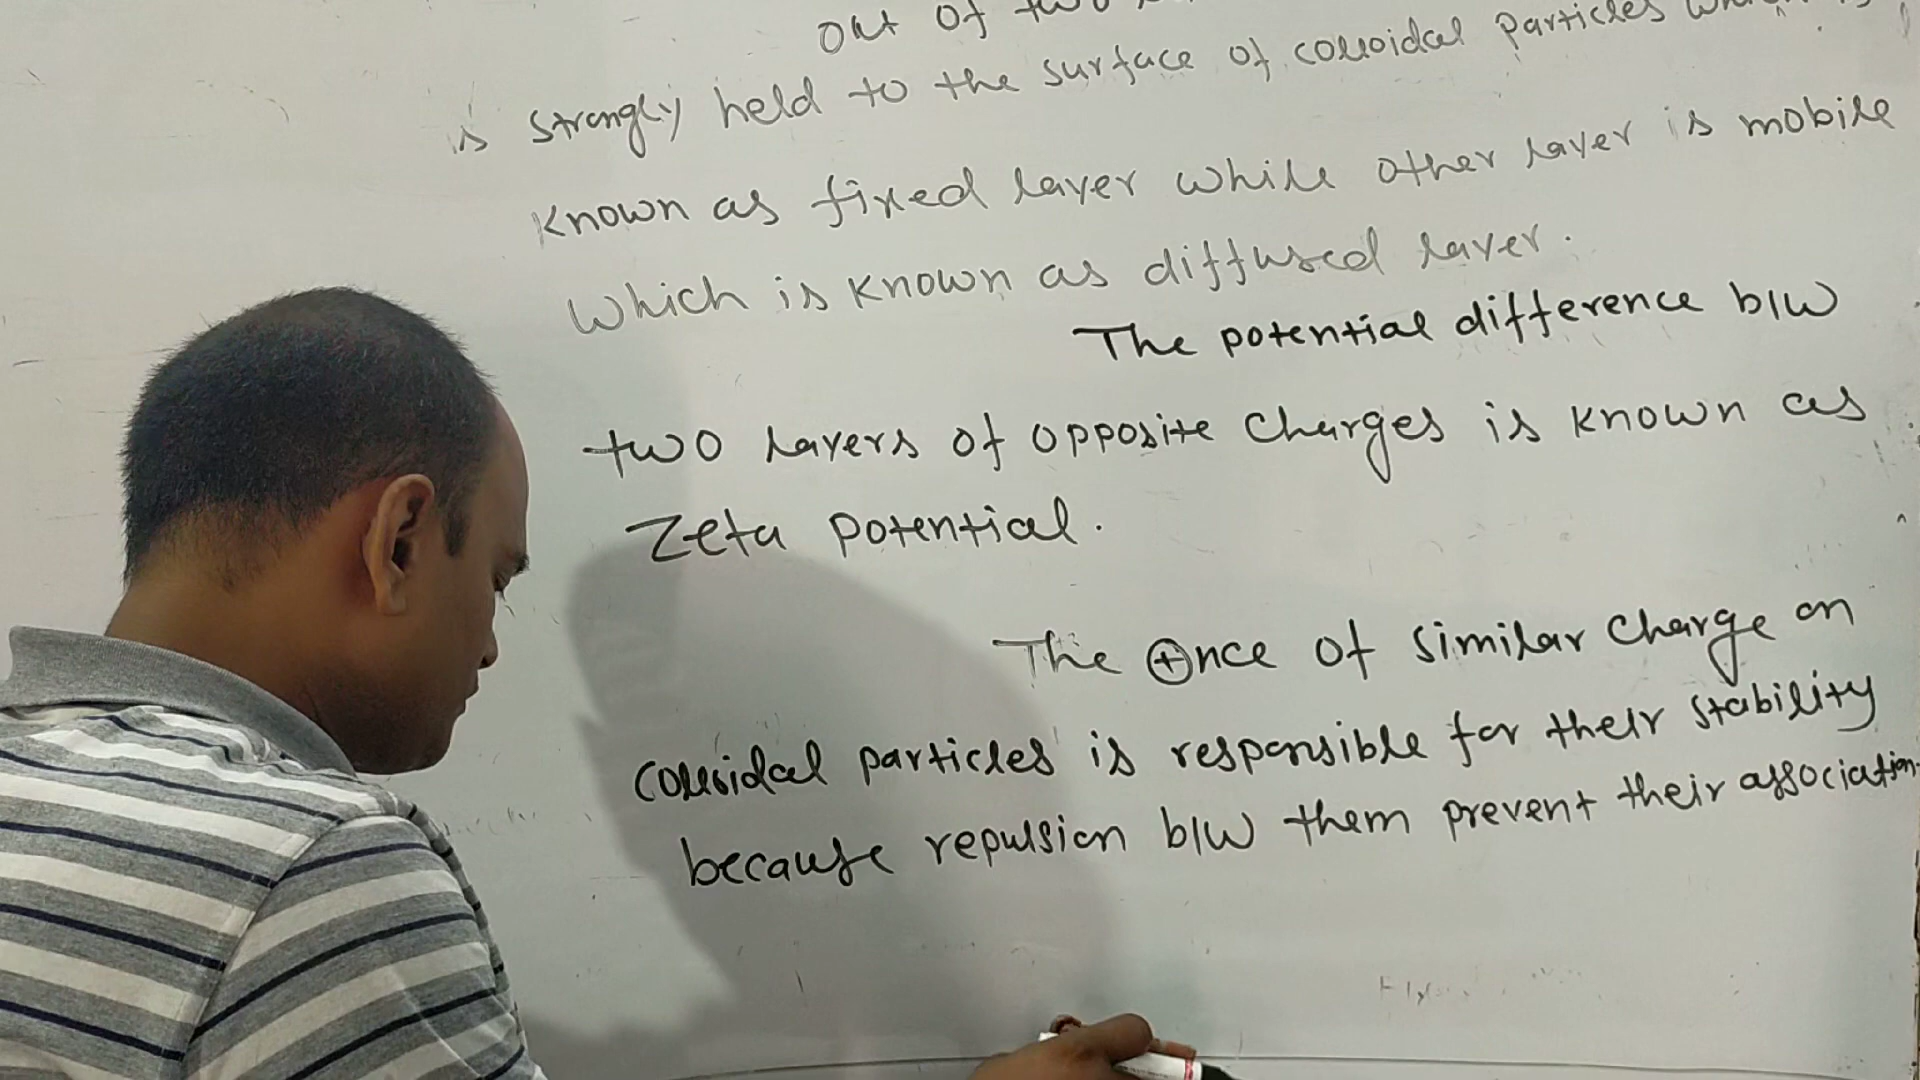 out of two
is strongly held to the surface of colloidal particles which is
known as fixed layer while other layer is mobile
which is known as diffused layer.
The potential difference b/w
two layers of opposite charges is known as
Zeta potential.
The ⊕nce of similar charge on
colloidal particles is responsible for their stability
because repulsion b/w them prevent their association.